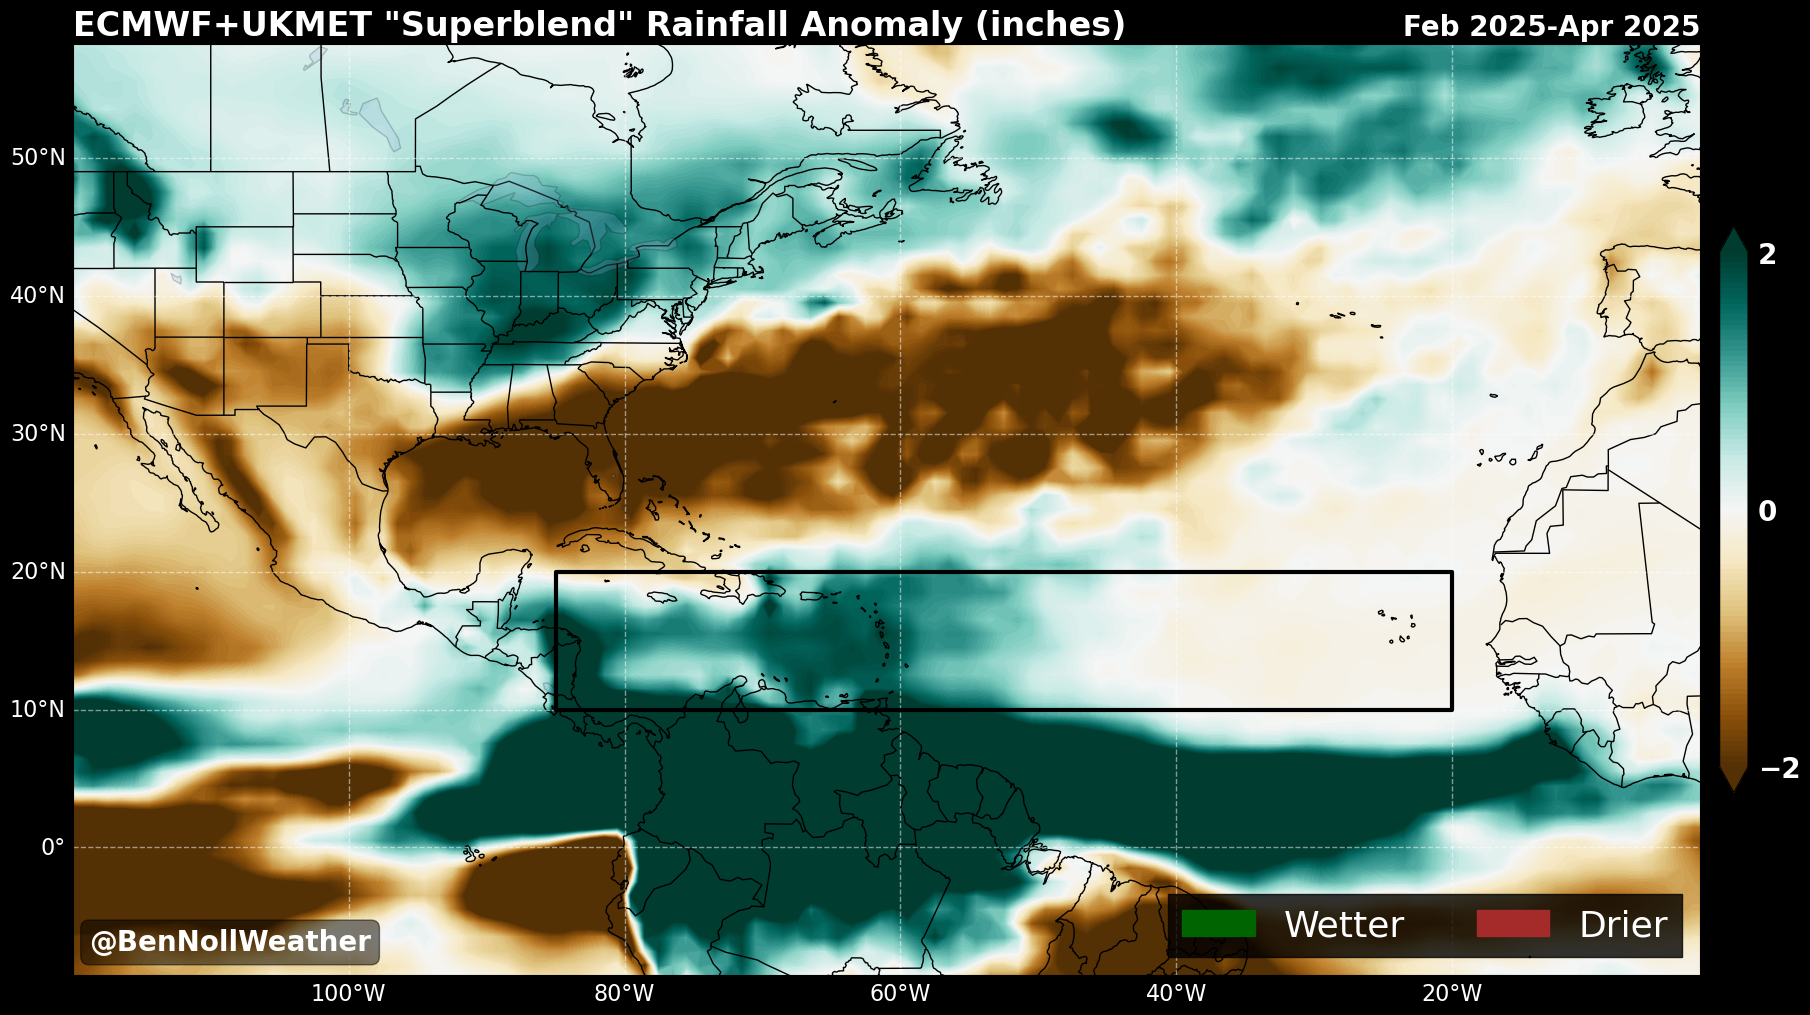 ECMWF+UKMET "Superblend" Rainfall Anomaly (inches)
Feb 2025-Apr 2025
50°N
40°N
30°N
20°N
10°N
0°
2
0
−2
@BenNollWeather
Wetter
Drier
100°W
80°W
60°W
40°W
20°W